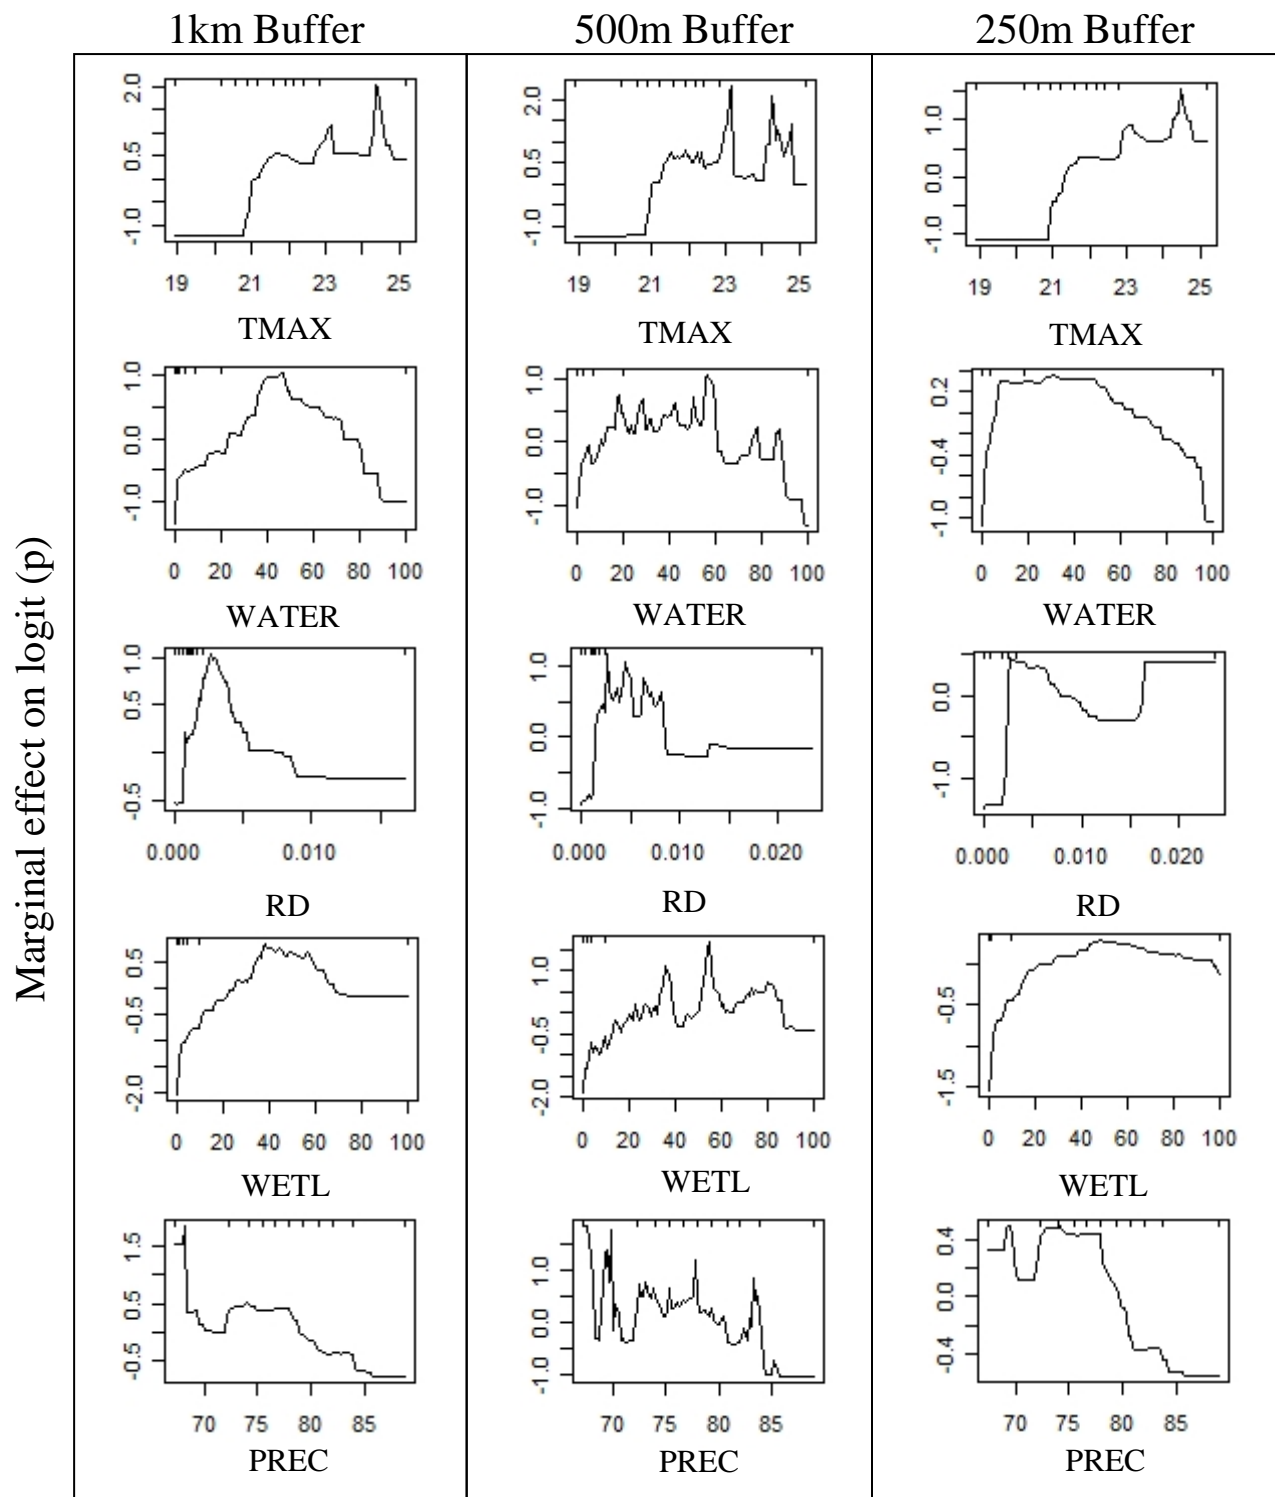 1km Buffer 500m Buffer 250m Buffer
Marginal effect on logit (p)
2.0 0.5 -1.0
19 21 23 25
TMAX
2.0 0.5 -1.0
19 21 23 25
TMAX
1.0 0.0 -1.0
19 21 23 25
TMAX
1.0 0.0 -1.0
0 20 40 60 80 100
WATER
1.0 0.0 -1.0
0 20 40 60 80 100
WATER
0.2 -0.4 -1.0
0 20 40 60 80 100
WATER
1.0 0.5 -0.5
0.000 0.010
RD
1.0 0.0 -1.0
0.000 0.010 0.020
RD
0.0 -1.0
0.000 0.010 0.020
RD
0.5 -0.5 -2.0
0 20 40 60 80 100
WETL
1.0 -0.5 -2.0
0 20 40 60 80 100
WETL
-0.5 -1.5
0 20 40 60 80 100
WETL
1.5 0.5 -0.5
70 75 80 85
PREC
1.0 0.0 -1.0
70 75 80 85
PREC
0.4 0.0 -0.4
70 75 80 85
PREC